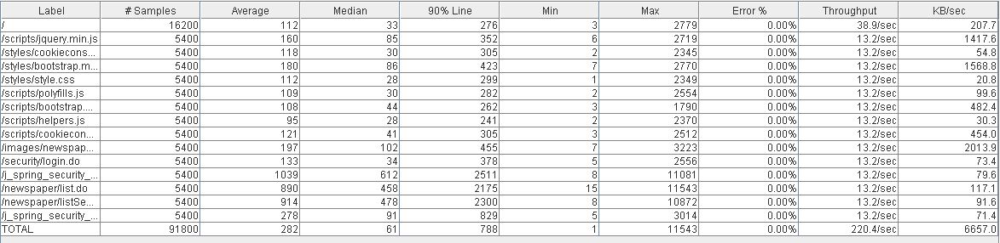 Label # Samples Average Median 90% Line Min Max Error % Throughput KB/sec
/ 16200 112 33 276 3 2779 0.00% 38.9/sec 207.7
/scripts/jquery.min.js 5400 160 85 352 6 2719 0.00% 13.2/sec 1417.6
/styles/cookiecons... 5400 118 30 305 2 2345 0.00% 13.2/sec 54.8
/styles/bootstrap.m... 5400 180 86 423 7 2770 0.00% 13.2/sec 1568.8
/styles/style.css 5400 112 28 299 1 2349 0.00% 13.2/sec 20.8
/scripts/polyfills.js 5400 109 30 282 2 2554 0.00% 13.2/sec 99.6
/scripts/bootstrap.... 5400 108 44 262 3 1790 0.00% 13.2/sec 482.4
/scripts/helpers.js 5400 95 28 241 2 2370 0.00% 13.2/sec 30.3
/scripts/cookiecon... 5400 121 41 305 3 2512 0.00% 13.2/sec 454.0
/images/newspap... 5400 197 102 455 7 3223 0.00% 13.2/sec 2013.9
/security/login.do 5400 133 34 378 5 2556 0.00% 13.2/sec 73.4
/j_spring_security_... 5400 1039 612 2511 8 11081 0.00% 13.2/sec 79.6
/newspaper/list.do 5400 890 458 2175 15 11543 0.00% 13.2/sec 117.1
/newspaper/listSe... 5400 914 478 2300 8 10872 0.00% 13.2/sec 91.6
/j_spring_security_... 5400 278 91 829 5 3014 0.00% 13.2/sec 71.4
TOTAL 91800 282 61 788 1 11543 0.00% 220.4/sec 6657.0